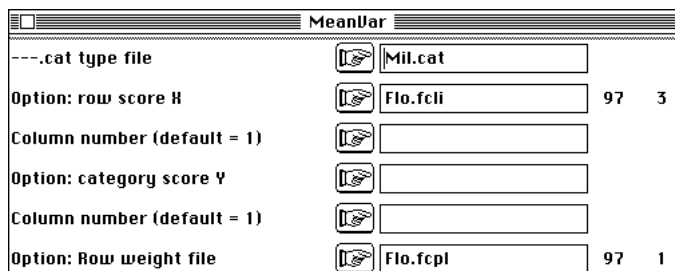 MeanVar
---.cat type file Mil.cat
Option: row score X Flo.fcli 97 3
Column number (default = 1)
Option: category score Y
Column number (default = 1)
Option: Row weight file Flo.fcpl 97 1